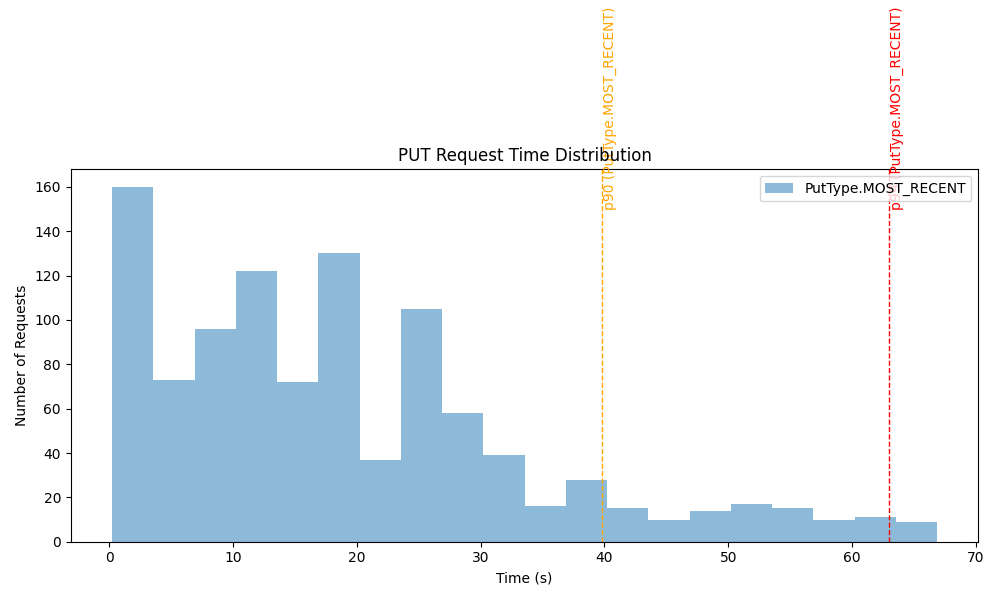 PUT Request Time Distribution
p90 (PutType.MOST_RECENT)
PutType.MOST_RECENT)
PutType.MOST_RECENT
Number of Requests
160
140
120
100
80
60
40
20
0
0 10 20 30 40 50 60 70
Time (s)